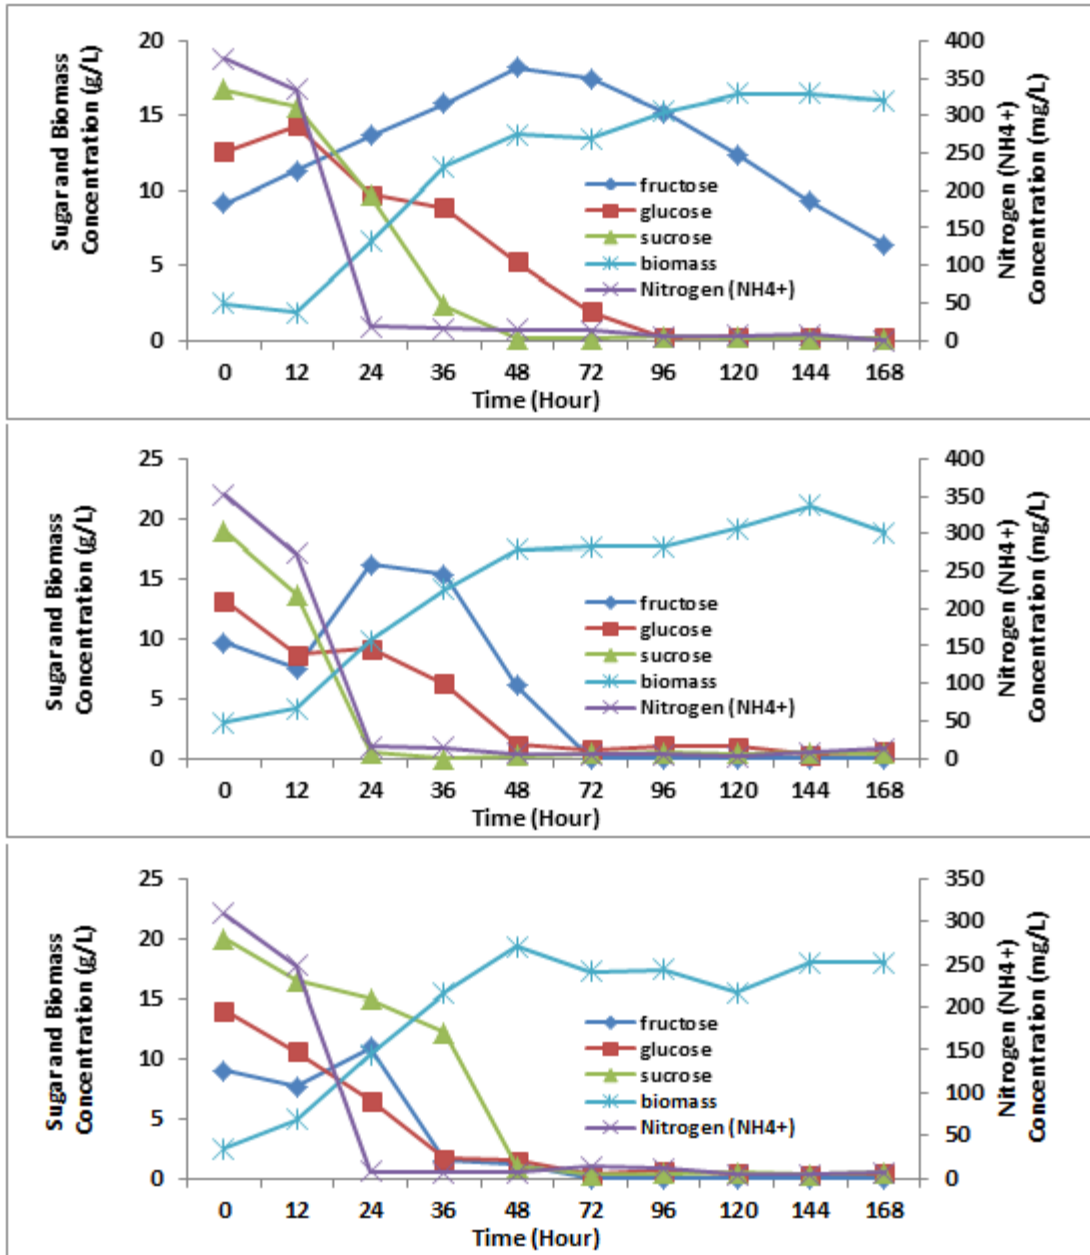 Sugar and Biomass
Concentration (g/L)
20
15
10
5
0
400
350
300
250
200
150
100
50
0
Nitrogen (NH4+)
Concentration (mg/L)
fructose
glucose
sucrose
biomass
Nitrogen (NH4+)
0 12 24 36 48 72 96 120 144 168
Time (Hour)
Sugar and Biomass
Concentration (g/L)
25
20
15
10
5
0
400
350
300
250
200
150
100
50
0
Nitrogen (NH4+)
Concentration (mg/L)
fructose
glucose
sucrose
biomass
Nitrogen (NH4+)
0 12 24 36 48 72 96 120 144 168
Time (Hour)
Sugar and Biomass
Concentration (g/L)
25
20
15
10
5
0
350
300
250
200
150
100
50
0
Nitrogen (NH4+)
Concentration (mg/L)
fructose
glucose
sucrose
biomass
Nitrogen (NH4+)
0 12 24 36 48 72 96 120 144 168
Time (Hour)